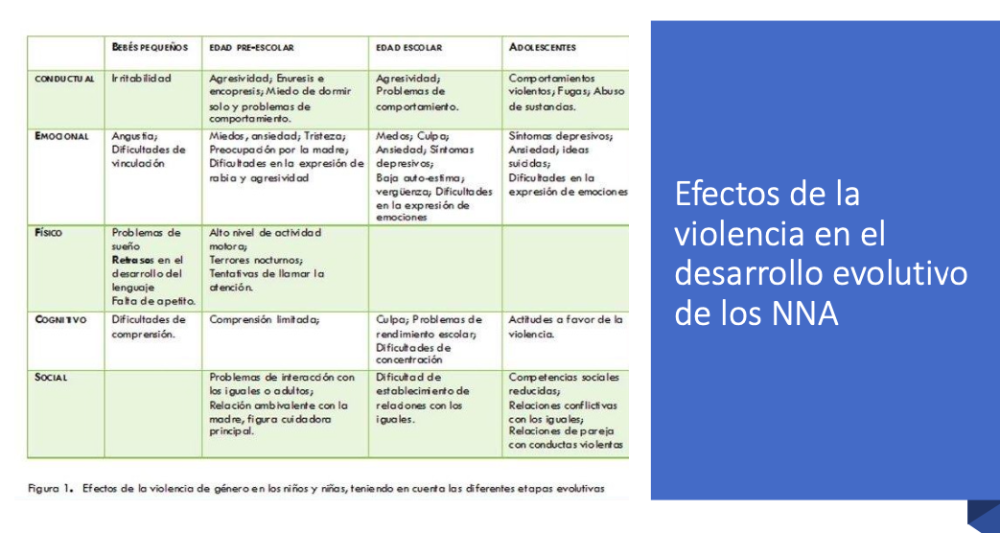 BEBÉS PEQUEÑOS
EDAD PRE-ESCOLAR
EDAD ESCOLAR
ADOLESCENTES
CONDUCTUAL
Irritabilidad
Agresividad; Enuresis e
encopresis; Miedo de dormir
solo y problemas de
comportamiento.
Agresividad;
Problemas de
comportamiento.
Comportamientos
violentos; Fugas; Abuso
de sustancias.
EMOCIONAL
Angustia;
Dificultades de
vinculación
Miedos, ansiedad; Tristeza;
Preocupación por la madre;
Dificultades en la expresión de
rabia y agresividad
Medos; Culpa;
Ansiedad; Síntomas
depresivos;
Baja auto-estima;
vergüenza; Dificultades
en la expresión de
emociones
Síntomas depresivos;
Ansiedad; ideas
suicidas;
Dificultades en la
expresión de emociones
FÍSICO
Problemas de
sueño
Retrasos en el
desarrollo del
lenguaje
Falta de apetito.
Alto nivel de actividad
motora;
Terrores nocturnos;
Tentativas de llamar la
atención.
COGNITIVO
Dificultades de
comprensión.
Comprensión limitada;
Culpa; Problemas de
rendimiento escolar;
Dificultades de
concentración
Actitudes a favor de la
violencia.
SOCIAL
Problemas de interacción con
los iguales o adultos;
Relación ambivalente con la
madre, figura cuidadora
principal.
Dificultad de
establecimiento de
relaciones con los
iguales.
Competencias sociales
reducidas;
Relaciones conflictivas
con los iguales;
Relaciones de pareja
con conductas violentas
Figura 1. Efectos de la violencia de género en los niños y niñas, teniendo en cuenta las diferentes etapas evolutivas
Efectos de la
violencia en el
desarrollo evolutivo
de los NNA